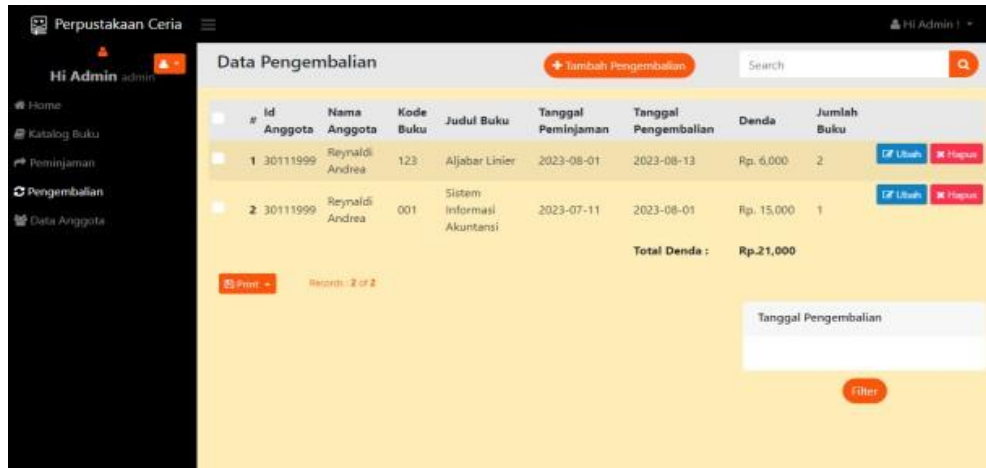 Perpustakaan Ceria
Hi Admin !
Hi Admin admin
Home
Katalog Buku
Peminjaman
Pengembalian
Data Anggota
Data Pengembalian
Tambah Pengembalian
Search
# Id Anggota Nama Anggota Kode Buku Judul Buku Tanggal Peminjaman Tanggal Pengembalian Denda Jumlah Buku
1 30111999 Reynaldi Andrea 123 Aljabar Linier 2023-08-01 2023-08-13 Rp. 6,000 2 Ubah Hapus
2 30111999 Reynaldi Andrea 001 Sistem Informasi Akuntansi 2023-07-11 2023-08-01 Rp. 15,000 1 Ubah Hapus
Total Denda : Rp.21,000
Print
Records : 2 of 2
Tanggal Pengembalian
Filter